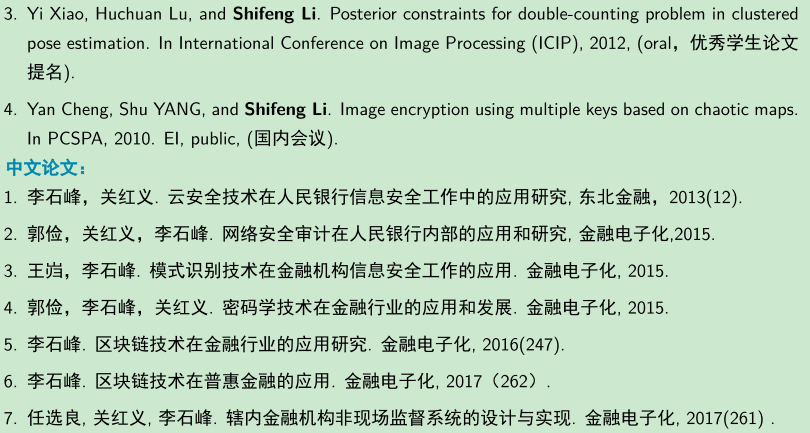 3. Yi Xiao, Huchuan Lu, and Shifeng Li. Posterior constraints for double-counting problem in clustered
pose estimation. In International Conference on Image Processing (ICIP), 2012, (oral，优秀学生论文
提名).
4. Yan Cheng, Shu YANG, and Shifeng Li. Image encryption using multiple keys based on chaotic maps.
In PCSPA, 2010. EI, public, (国内会议).
中文论文：
1. 李石峰，关红义. 云安全技术在人民银行信息安全工作中的应用研究, 东北金融，2013(12).
2. 郭俭，关红义，李石峰. 网络安全审计在人民银行内部的应用和研究, 金融电子化,2015.
3. 王岿，李石峰. 模式识别技术在金融机构信息安全工作的应用. 金融电子化, 2015.
4. 郭俭，李石峰，关红义. 密码学技术在金融行业的应用和发展. 金融电子化, 2015.
5. 李石峰. 区块链技术在金融行业的应用研究. 金融电子化, 2016(247).
6. 李石峰. 区块链技术在普惠金融的应用. 金融电子化, 2017（262）.
7. 任选良, 关红义, 李石峰. 辖内金融机构非现场监督系统的设计与实现. 金融电子化, 2017(261) .